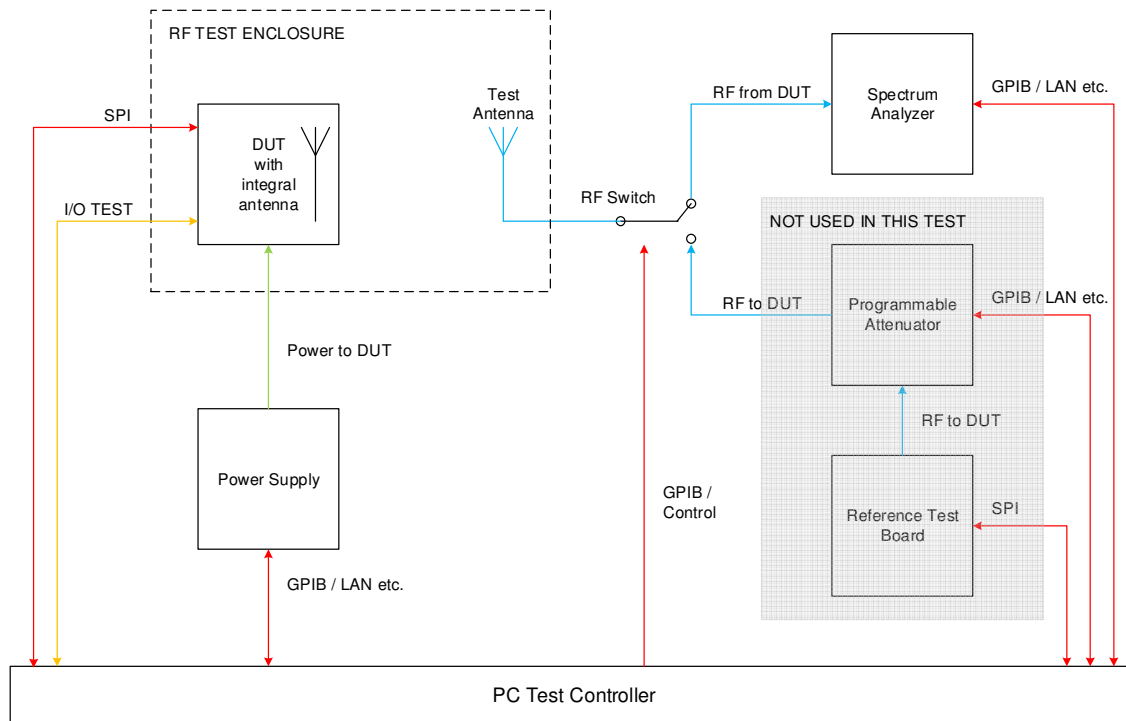 RF TEST ENCLOSURE
SPI
I/O TEST
DUT
with
integral
antenna
Test
Antenna
RF from DUT
Spectrum
Analyzer
GPIB / LAN etc.
RF Switch
NOT USED IN THIS TEST
RF to DUT
Programmable
Attenuator
GPIB / LAN etc.
Power to DUT
RF to DUT
Power Supply
GPIB /
Control
Reference Test
Board
SPI
GPIB / LAN etc.
PC Test Controller